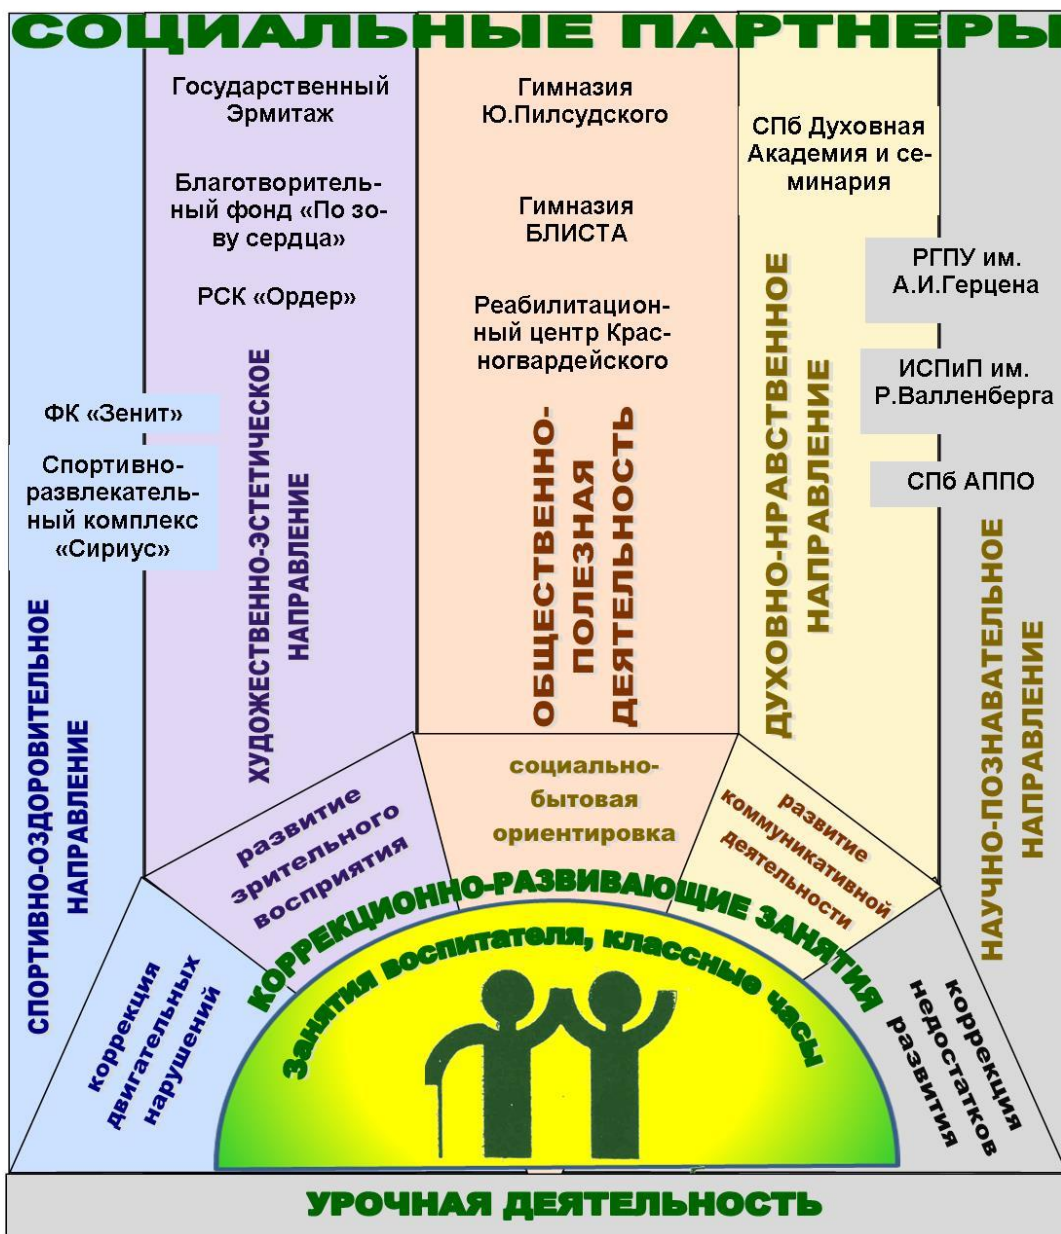 СОЦИАЛЬНЫЕ ПАРТНЕРЫ
ФК «Зенит»
Спортивно-
развлекатель-
ный комплекс
«Сириус»
СПОРТИВНО-ОЗДОРОВИТЕЛЬНОЕ
НАПРАВЛЕНИЕ
Государственный
Эрмитаж
Благотворитель-
ный фонд «По зо-
ву сердца»
РСК «Ордер»
ХУДОЖЕСТВЕННО-ЭСТЕТИЧЕСКОЕ
НАПРАВЛЕНИЕ
Гимназия
Ю.Пилсудского
Гимназия
БЛИСТА
Реабилитацион-
ный центр Крас-
ногвардейского
ОБЩЕСТВЕННО-
ПОЛЕЗНАЯ
ДЕЯТЕЛЬНОСТЬ
СПб Духовная
Академия и се-
минария
ДУХОВНО-НРАВСТВЕННОЕ
НАПРАВЛЕНИЕ
РГПУ им.
А.И.Герцена
ИСПиП им.
Р.Валленберга
СПб АППО
НАУЧНО-ПОЗНАВАТЕЛЬНОЕ
НАПРАВЛЕНИЕ
коррекция
двигательных
нарушений
развитие
зрительного
восприятия
социально-
бытовая
ориентировка
развитие
коммуникативной
деятельности
коррекция
недостатков
развития
КОРРЕКЦИОННО-РАЗВИВАЮЩИЕ ЗАНЯТИЯ
Занятия воспитателя, классные часы
УРОЧНАЯ ДЕЯТЕЛЬНОСТЬ